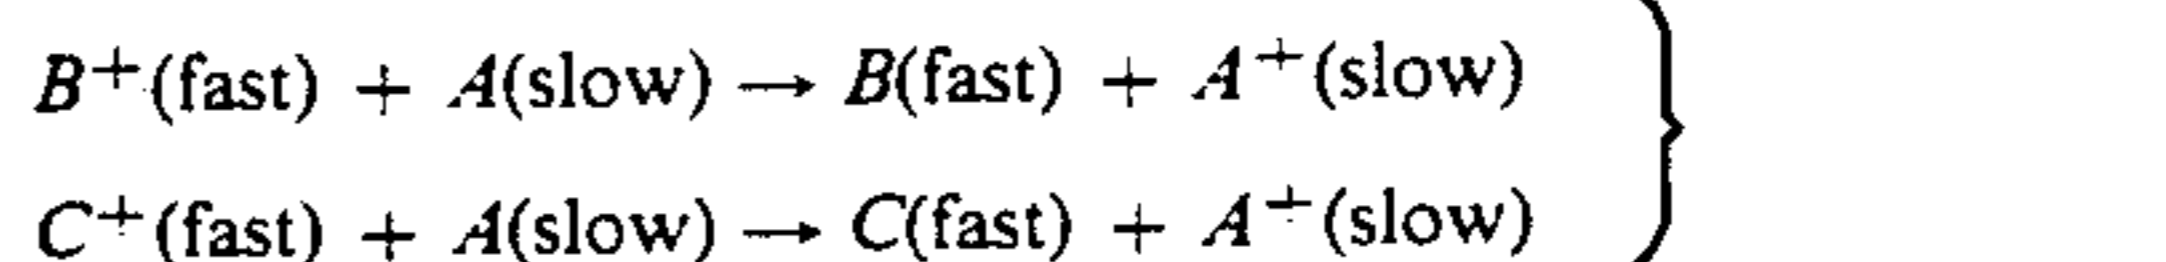 B⁺(fast) + A(slow) → B(fast) + A⁺(slow)
C⁺(fast) + A(slow) → C(fast) + A⁺(slow)